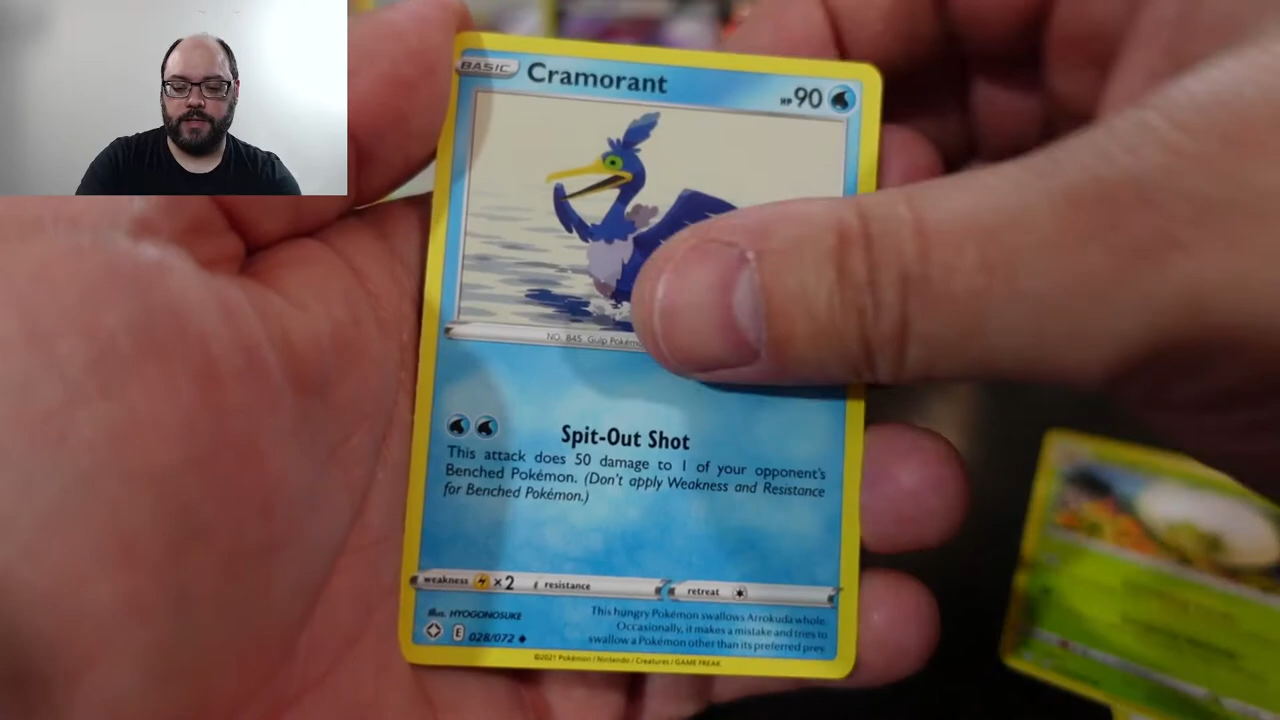 BASIC Cramorant HP 90
NO. 845 Gulp Pokémo
Spit-Out Shot
This attack does 50 damage to 1 of your opponent's
Benched Pokémon. (Don't apply Weakness and Resistance
for Benched Pokémon.)
weakness ×2 resistance retreat
Illus. HYOGONOSUKE
This hungry Pokémon swallows Arrokuda whole.
Occasionally, it makes a mistake and tries to
swallow a Pokémon other than its preferred prey.
E 028/072
©2021 Pokémon / Nintendo / Creatures / GAME FREAK